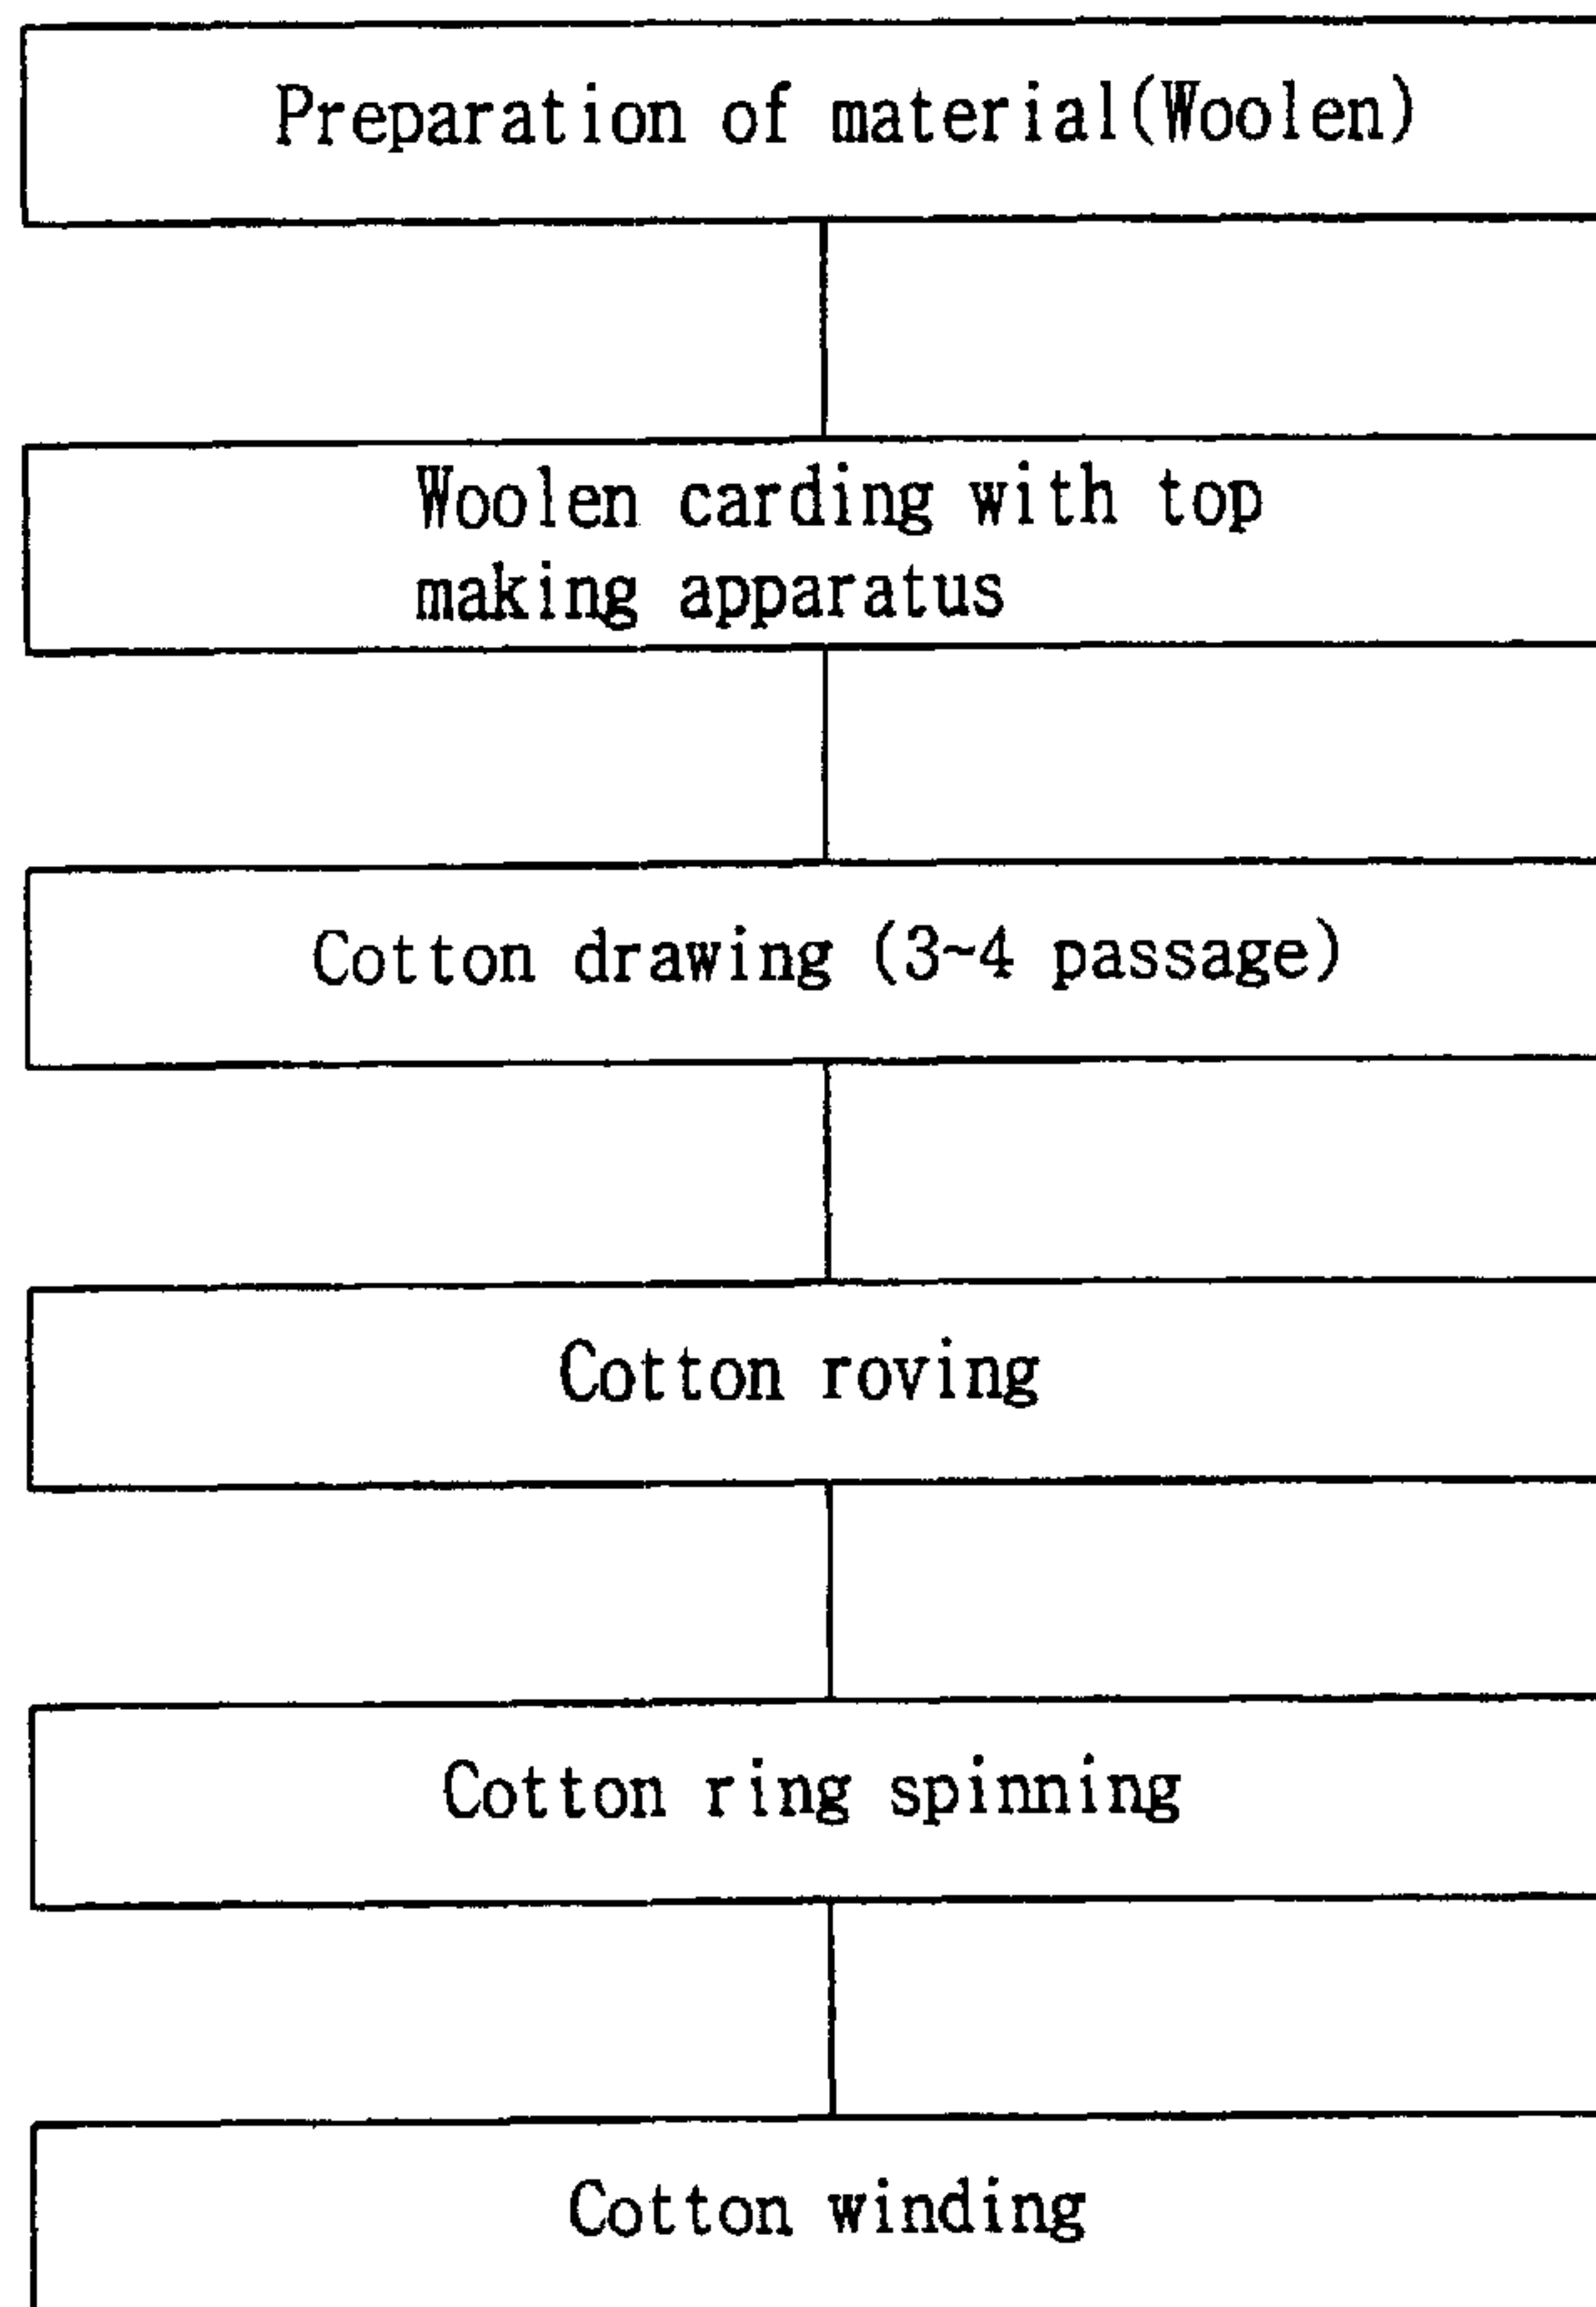 Preparation of material(Woolen)
Woolen carding with top
making apparatus
Cotton drawing (3~4 passage)
Cotton roving
Cotton ring spinning
Cotton winding